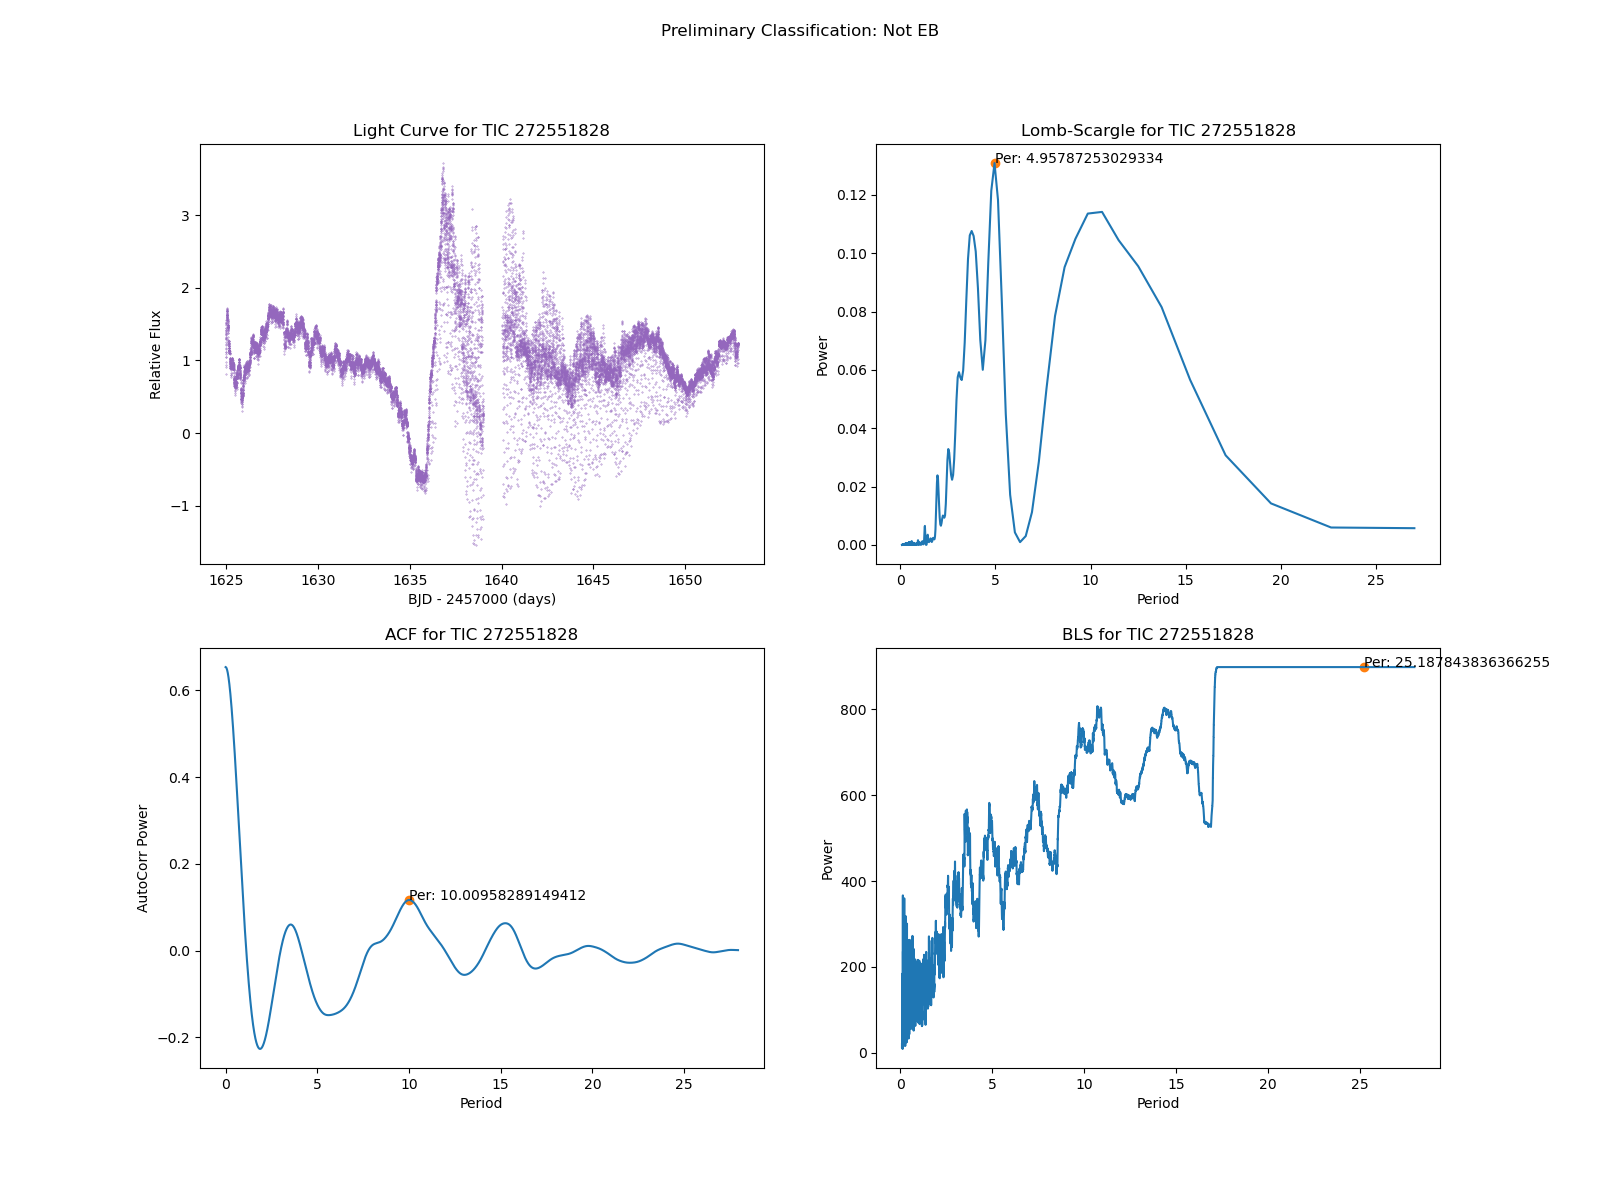 Preliminary Classification: Not EB
Light Curve for TIC 272551828
Relative Flux
3
2
1
0
−1
1625 1630 1635 1640 1645 1650
BJD - 2457000 (days)
Lomb-Scargle for TIC 272551828
Per: 4.95787253029334
Power
0.12
0.10
0.08
0.06
0.04
0.02
0.00
0 5 10 15 20 25
Period
ACF for TIC 272551828
Per: 10.00958289149412
AutoCorr Power
0.6
0.4
0.2
0.0
−0.2
0 5 10 15 20 25
Period
BLS for TIC 272551828
Per: 25.187843836366255
Power
800
600
400
200
0
0 5 10 15 20 25
Period